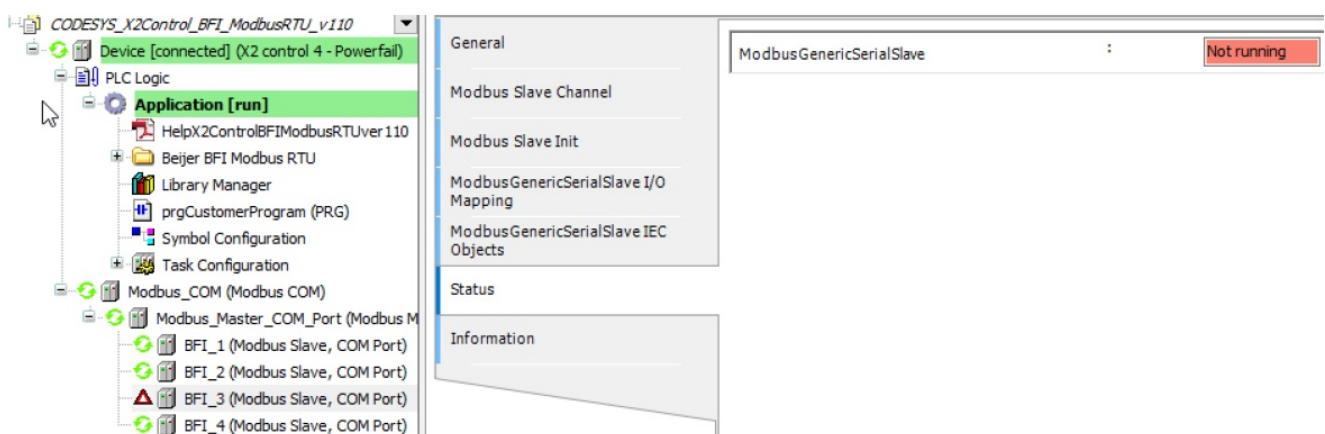 CODESYS_X2Control_BFI_ModbusRTU_v110
Device [connected] (X2 control 4 - Powerfail)
PLC Logic
Application [run]
HelpX2ControlBFIModbusRTUver110
Beijer BFI Modbus RTU
Library Manager
prgCustomerProgram (PRG)
Symbol Configuration
Task Configuration
Modbus_COM (Modbus COM)
Modbus_Master_COM_Port (Modbus M
BFI_1 (Modbus Slave, COM Port)
BFI_2 (Modbus Slave, COM Port)
BFI_3 (Modbus Slave, COM Port)
BFI_4 (Modbus Slave, COM Port)
General
Modbus Slave Channel
Modbus Slave Init
ModbusGenericSerialSlave I/O
Mapping
ModbusGenericSerialSlave IEC
Objects
Status
Information
ModbusGenericSerialSlave : Not running